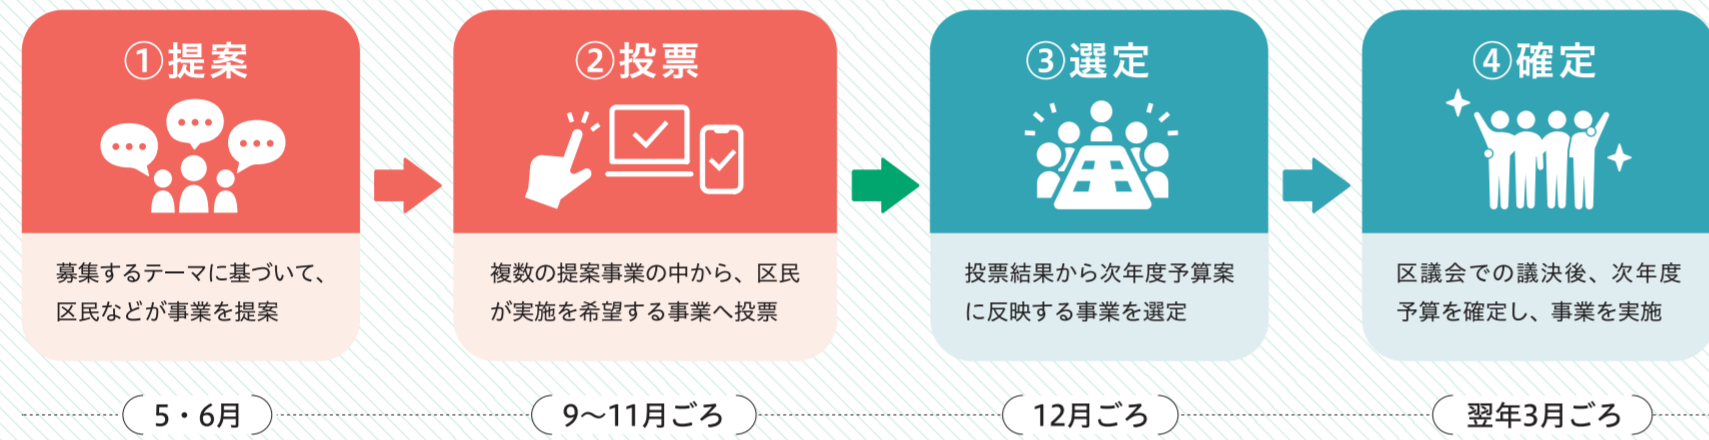 ①提案
募集するテーマに基づいて、
区民などが事業を提案
5・6月
②投票
複数の提案事業の中から、区民
が実施を希望する事業へ投票
9〜11月ごろ
③選定
投票結果から次年度予算案
に反映する事業を選定
12月ごろ
④確定
区議会での議決後、次年度
予算を確定し、事業を実施
翌年3月ごろ